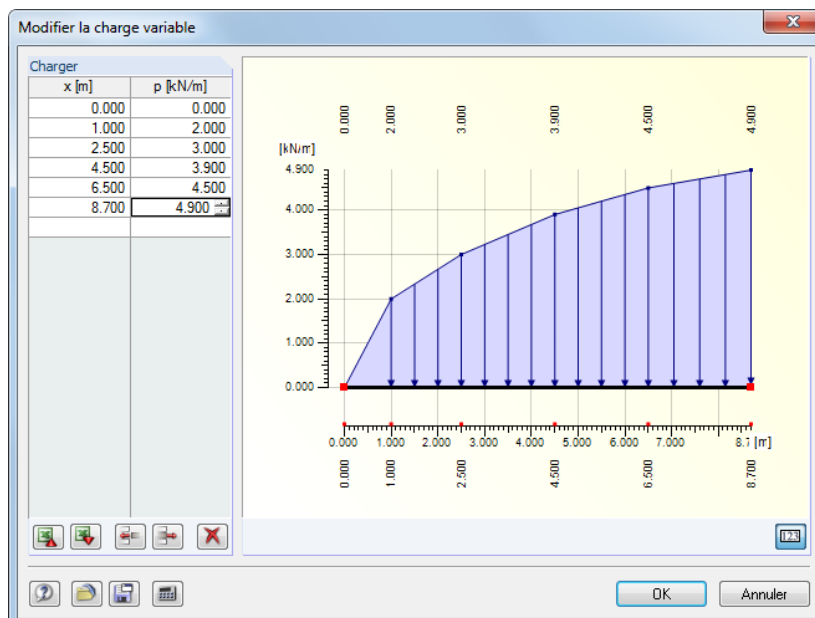 Modifier la charge variable
Charger
x [m] p [kN/m]
0.000 0.000
1.000 2.000
2.500 3.000
4.500 3.900
6.500 4.500
8.700 4.900
0.000 2.000 3.000 3.900 4.500 4.900
[kN/m]
4.900
4.000
3.000
2.000
1.000
0.000
0.000 1.000 2.000 3.000 4.000 5.000 6.000 7.000 8.7 [m]
0.000 1.000 2.500 4.500 6.500 8.700
123
OK Annuler